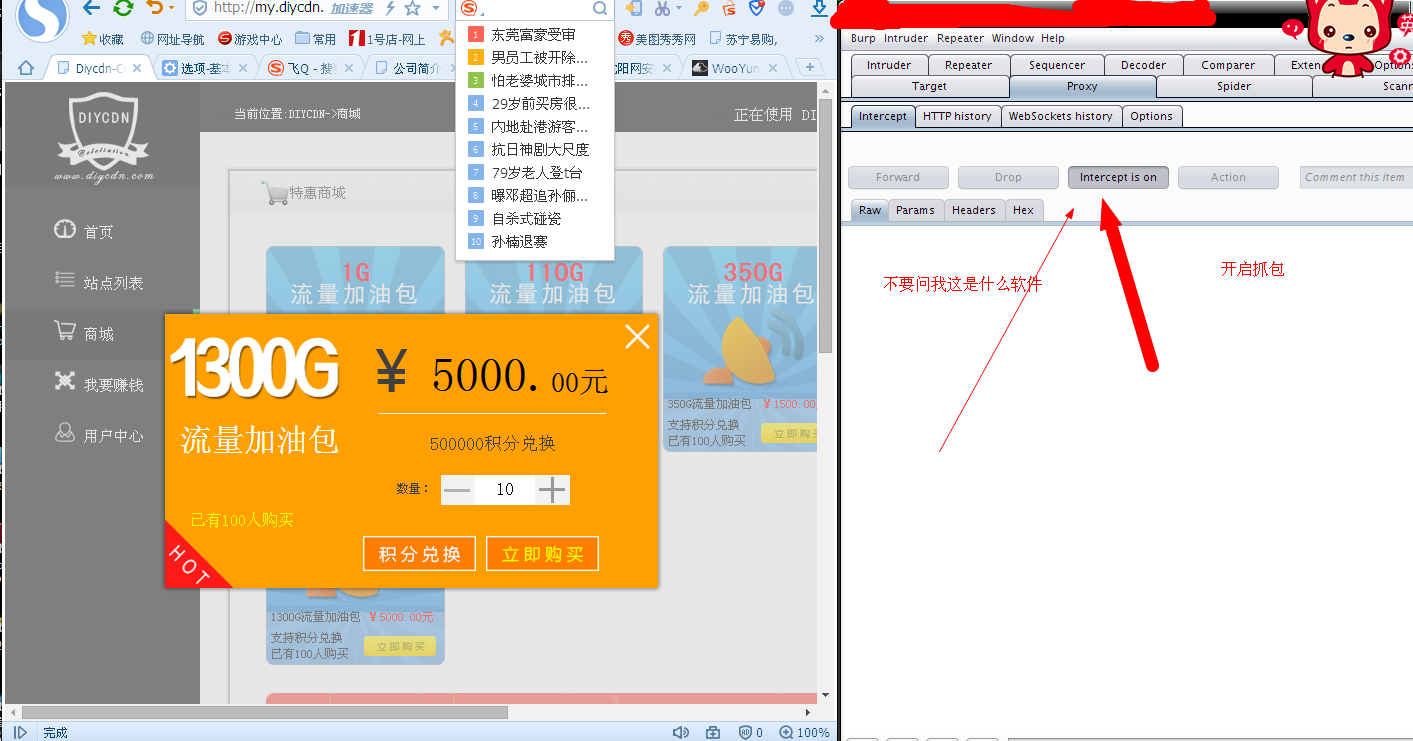 http://my.diycdn. 加速器
收藏 网址导航 游戏中心 常用 1号店-网上 美图秀秀网 苏宁易购, »
Diycdn-Cl 选项-基本 飞Q - 搜狐 公司简介 沈阳网安 WooYun
1 东莞富豪受审
2 男员工被开除...
3 怕老婆城市排...
4 29岁前买房很...
5 内地赴港游客...
6 抗日神剧大尺度
7 79岁老人登t台
8 曝邓超追孙俪...
9 自杀式碰瓷
10 孙楠退赛
DIYCDN
Celebration
www.diycdn.com
当前位置:DIYCDN->商城
正在使用 DI
首页
站点列表
商城
我要赚钱
用户中心
特惠商城
1G
流量加油包
110G
流量加油包
350G
流量加油包
350G流量加油包 ￥1500.00
支持积分兑换
已有100人购买
立即购买
1300G
流量加油包
￥ 5000. 00元
500000积分兑换
数量： 10
已有100人购买
积分兑换 立即购买
HOT
1300G流量加油包 ￥5000.00元
支持积分兑换
已有100人购买
立即购买
完成
0 100%
Burp Intruder Repeater Window Help
英
Intruder Repeater Sequencer Decoder Comparer Exten Options
Target Proxy Spider Scann
Intercept HTTP history WebSockets history Options
Forward Drop Intercept is on Action Comment this item
Raw Params Headers Hex
不要问我这是什么软件
开启抓包